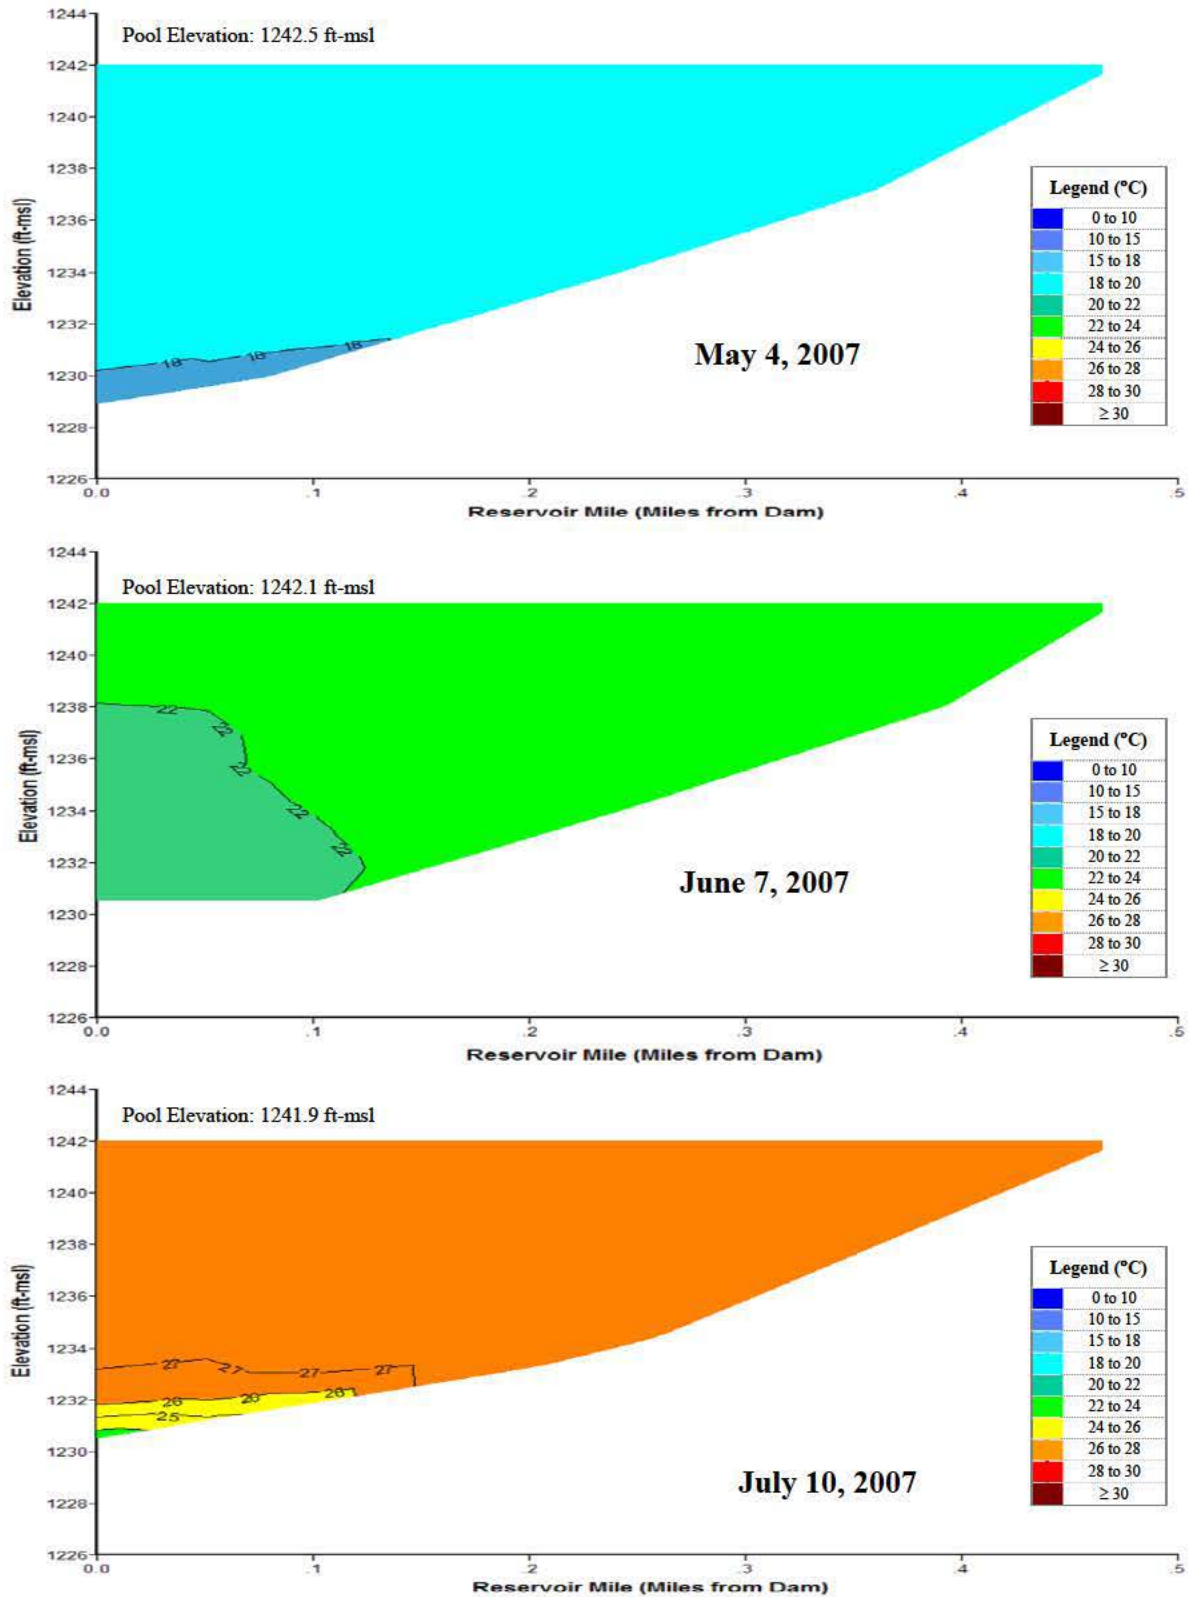 Pool Elevation: 1242.5 ft-msl
1244
1242
1240
1238
1236
1234
1232
1230
1228
1226
Elevation (ft-msl)
18 18 18
May 4, 2007
Legend (°C)
0 to 10
10 to 15
15 to 18
18 to 20
20 to 22
22 to 24
24 to 26
26 to 28
28 to 30
≥ 30
0.0 .1 .2 .3 .4 .5
Reservoir Mile (Miles from Dam)
Pool Elevation: 1242.1 ft-msl
1244
1242
1240
1238
1236
1234
1232
1230
1228
1226
Elevation (ft-msl)
22
22
22
22
22
June 7, 2007
Legend (°C)
0 to 10
10 to 15
15 to 18
18 to 20
20 to 22
22 to 24
24 to 26
26 to 28
28 to 30
≥ 30
0.0 .1 .2 .3 .4 .5
Reservoir Mile (Miles from Dam)
Pool Elevation: 1241.9 ft-msl
1244
1242
1240
1238
1236
1234
1232
1230
1228
1226
Elevation (ft-msl)
27 27 27 27
26 26 26
25
July 10, 2007
Legend (°C)
0 to 10
10 to 15
15 to 18
18 to 20
20 to 22
22 to 24
24 to 26
26 to 28
28 to 30
≥ 30
0.0 .1 .2 .3 .4 .5
Reservoir Mile (Miles from Dam)